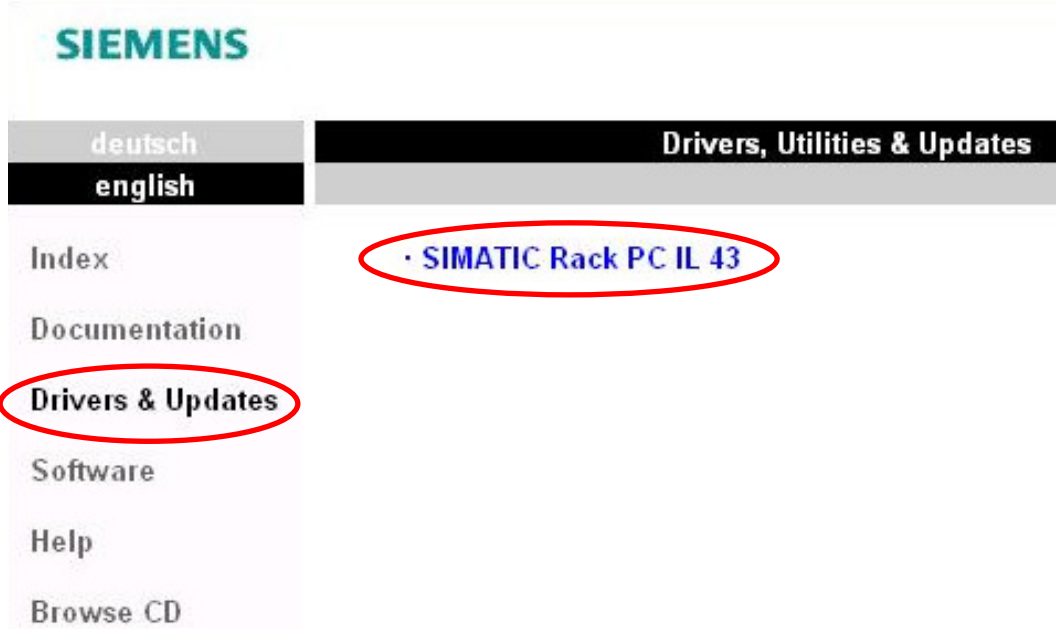 SIEMENS
deutsch
english
Drivers, Utilities & Updates
Index
Documentation
Drivers & Updates
Software
Help
Browse CD
· SIMATIC Rack PC IL 43